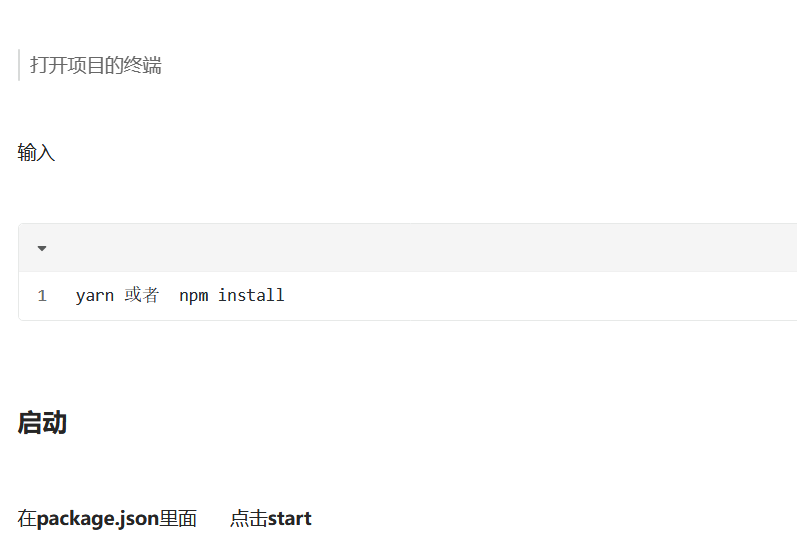 打开项目的终端
输入
1 yarn 或者 npm install
启动
在package.json里面 点击start